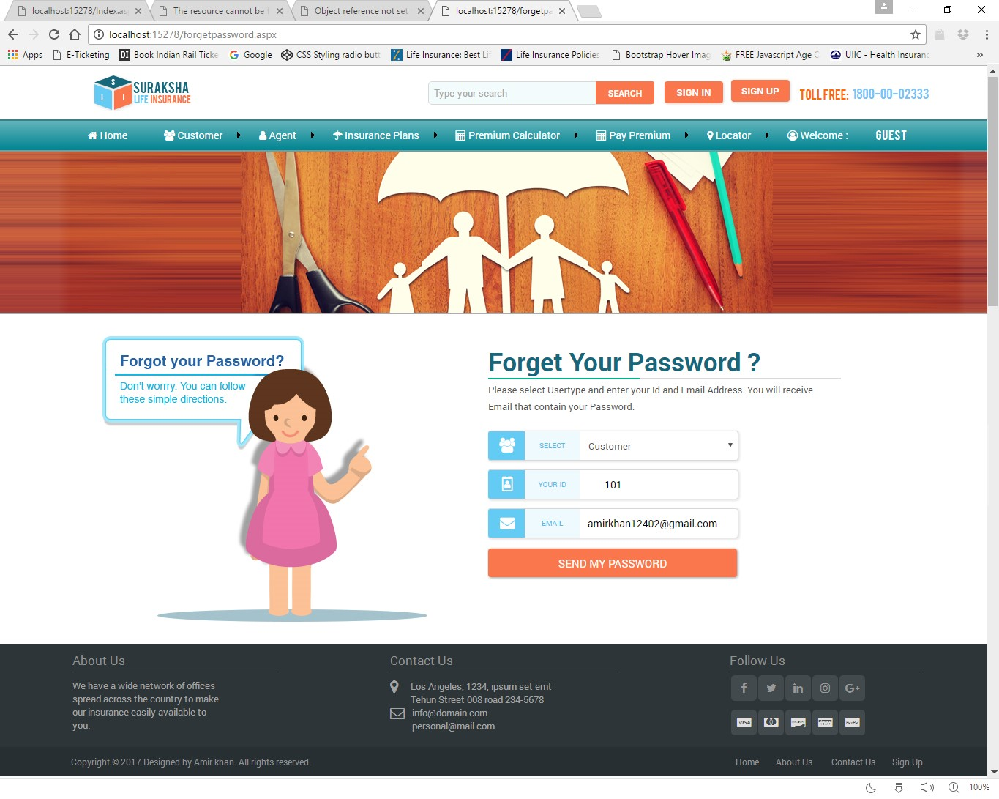 localhost:15278/Index.as
The resource cannot be f
Object reference not set
localhost:15278/forgetpa
localhost:15278/forgetpassword.aspx
Apps
E-Ticketing
Book Indian Rail Ticke
Google
CSS Styling radio butt
Life Insurance: Best Lif
Life Insurance Policies
Bootstrap Hover Imag
FREE Javascript Age C
UIIC - Health Insuranc
»
S
L I
SURAKSHA
LIFE INSURANCE
Type your search
SEARCH
SIGN IN
SIGN UP
TOLL FREE: 1800-00-02333
Home
Customer
Agent
Insurance Plans
Premium Calculator
Pay Premium
Locator
Welcome :
GUEST
Forgot your Password?
Don't worrry. You can follow
these simple directions.
Forget Your Password ?
Please select Usertype and enter your Id and Email Address. You will receive
Email that contain your Password.
SELECT
Customer
YOUR ID
101
EMAIL
amirkhan12402@gmail.com
SEND MY PASSWORD
About Us
We have a wide network of offices
spread across the country to make
our insurance easily available to
you.
Contact Us
Los Angeles, 1234, ipsum set emt
Tehun Street 008 road 234-5678
info@domain.com
personal@mail.com
Follow Us
VISA
PayPal
Copyright © 2017 Designed by Amir khan. All rights reserved.
Home
About Us
Contact Us
Sign Up
100%